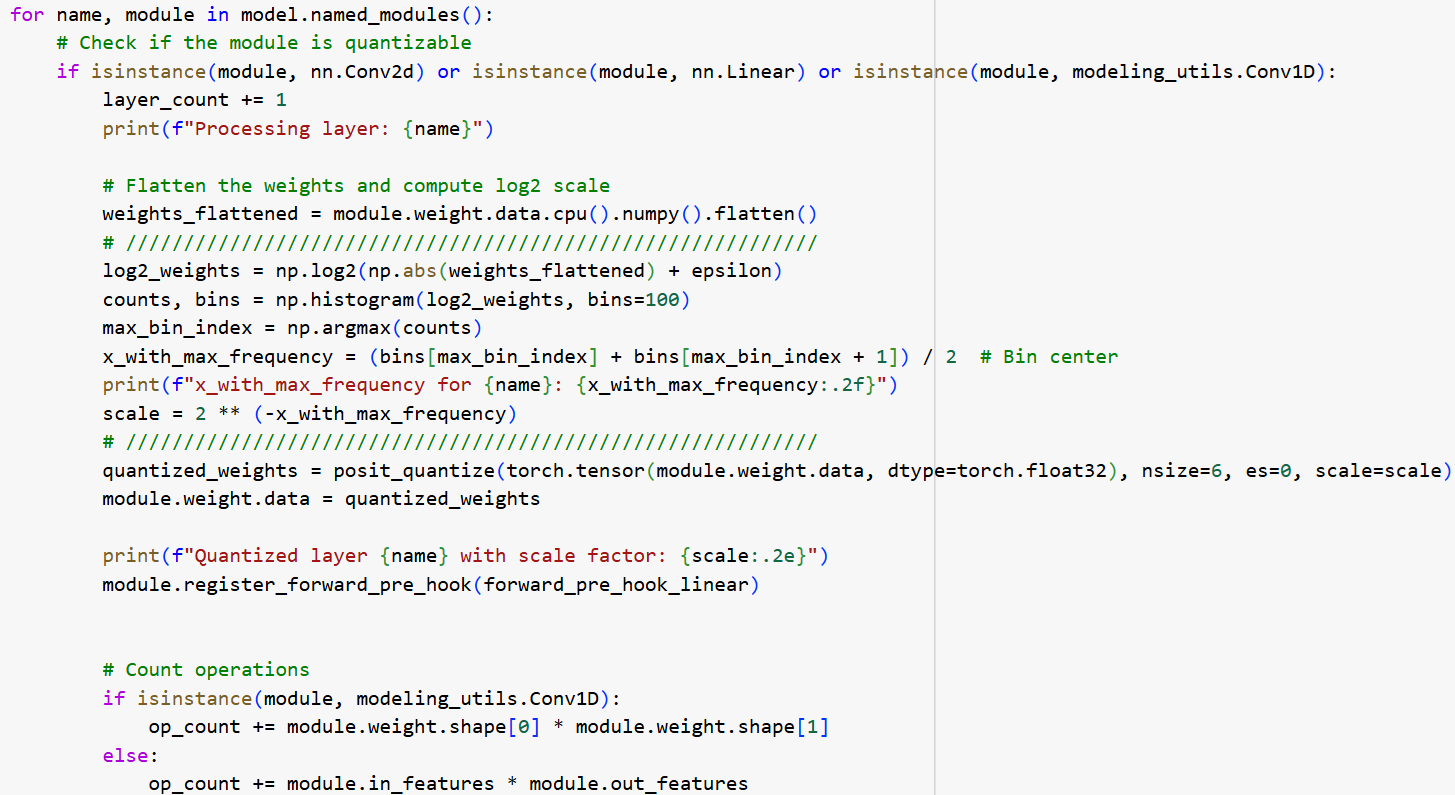 for name, module in model.named_modules():
# Check if the module is quantizable
if isinstance(module, nn.Conv2d) or isinstance(module, nn.Linear) or isinstance(module, modeling_utils.Conv1D):
layer_count += 1
print(f"Processing layer: {name}")
# Flatten the weights and compute log2 scale
weights_flattened = module.weight.data.cpu().numpy().flatten()
# ////////////////////////////////////////////////////////////
log2_weights = np.log2(np.abs(weights_flattened) + epsilon)
counts, bins = np.histogram(log2_weights, bins=100)
max_bin_index = np.argmax(counts)
x_with_max_frequency = (bins[max_bin_index] + bins[max_bin_index + 1]) / 2  # Bin center
print(f"x_with_max_frequency for {name}: {x_with_max_frequency:.2f}")
scale = 2 ** (-x_with_max_frequency)
# ////////////////////////////////////////////////////////////
quantized_weights = posit_quantize(torch.tensor(module.weight.data, dtype=torch.float32), nsize=6, es=0, scale=scale)
module.weight.data = quantized_weights
print(f"Quantized layer {name} with scale factor: {scale:.2e}")
module.register_forward_pre_hook(forward_pre_hook_linear)
# Count operations
if isinstance(module, modeling_utils.Conv1D):
op_count += module.weight.shape[0] * module.weight.shape[1]
else:
op_count += module.in_features * module.out_features